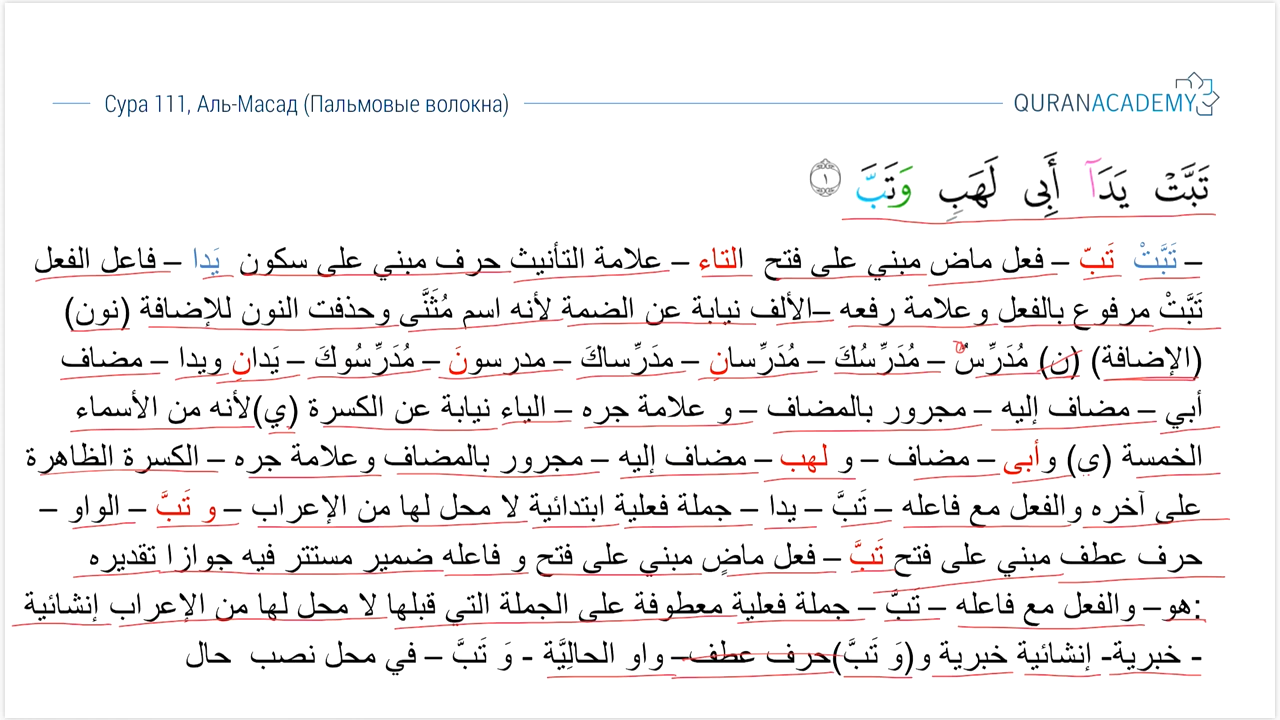 Сура 111, Аль-Масад (Пальмовые волокна)
QURANACADEMY
تَبَّتْ يَدَآ أَبِى لَهَبٍ وَتَبَّ ١
– تَبَّتْ تَبّ – فعل ماض مبني على فتح التاء – علامة التأنيث حرف مبني على سكون يَدا – فاعل الفعل
تَبَّتْ مرفوع بالفعل وعلامة رفعه –الألف نيابة عن الضمة لأنه اسم مُثَنَّى وحذفت النون للإضافة (نون)
(الإضافة) (ن) مُدَرِّسٌ – مُدَرِّسُكَ – مُدَرِّسانِ – مدَرِّساكَ – مدرسونَ – مُدَرِّسُوكَ – يَدانِ ويدا – مضاف
أبي – مضاف إليه – مجرور بالمضاف – و علامة جره – الياء نيابة عن الكسرة (ي)لأنه من الأسماء
الخمسة (ي) وأبى – مضاف – و لهب – مضاف إليه – مجرور بالمضاف وعلامة جره – الكسرة الظاهرة
على آخره والفعل مع فاعله – تَبَّ – يدا – جملة فعلية ابتدائية لا محل لها من الإعراب – و تَبَّ – الواو –
حرف عطف مبني على فتح تَبَّ – فعل ماضٍ مبني على فتح و فاعله ضمير مستتر فيه جوازا تقديره
:هو– والفعل مع فاعله – تَبَّ – جملة فعلية معطوفة على الجملة التي قبلها لا محل لها من الإعراب إنشائية
- خبرية- إنشائية خبرية و(وَ تَبَّ)حرف عطف– واو الحالِيَّة - وَ تَبَّ – في محل نصب حال